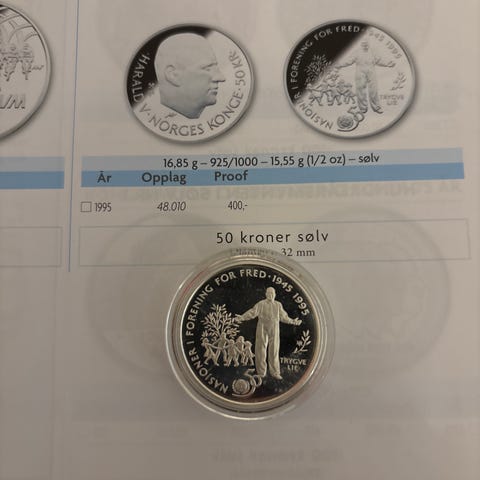 HARALD V · NORGES KONGE · 50 KR ·
NASJONER I FORENING FOR FRED · 1945 1995
TRYGVE
LIE
50
16,85 g – 925/1000 – 15,55 g (1/2 oz) – sølv
År Opplag Proof
1995 48.010 400,-
50 kroner sølv
32 mm
NASJONER I FORENING FOR FRED · 1945 1995
TRYGVE
LIE
50